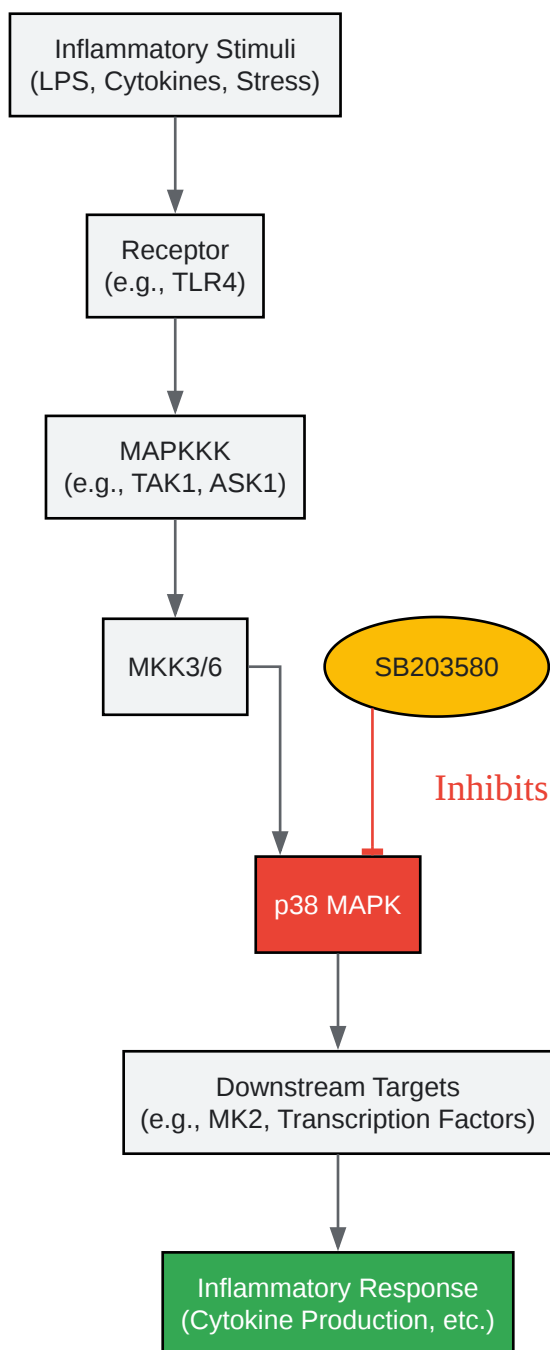 Inflammatory Stimuli
(LPS, Cytokines, Stress)
Receptor
(e.g., TLR4)
MAPKKK
(e.g., TAK1, ASK1)
MKK3/6
SB203580
Inhibits
p38 MAPK
Downstream Targets
(e.g., MK2, Transcription Factors)
Inflammatory Response
(Cytokine Production, etc.)